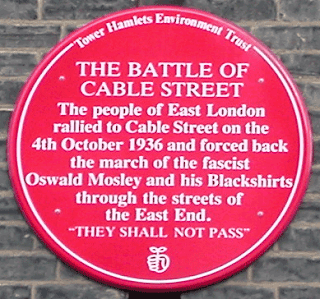 Tower Hamlets Environment Trust
THE BATTLE OF
CABLE STREET
The people of East London
rallied to Cable Street on the
4th October 1936 and forced back
the march of the fascist
Oswald Mosley and his Blackshirts
through the streets of
the East End.
"THEY SHALL NOT PASS"